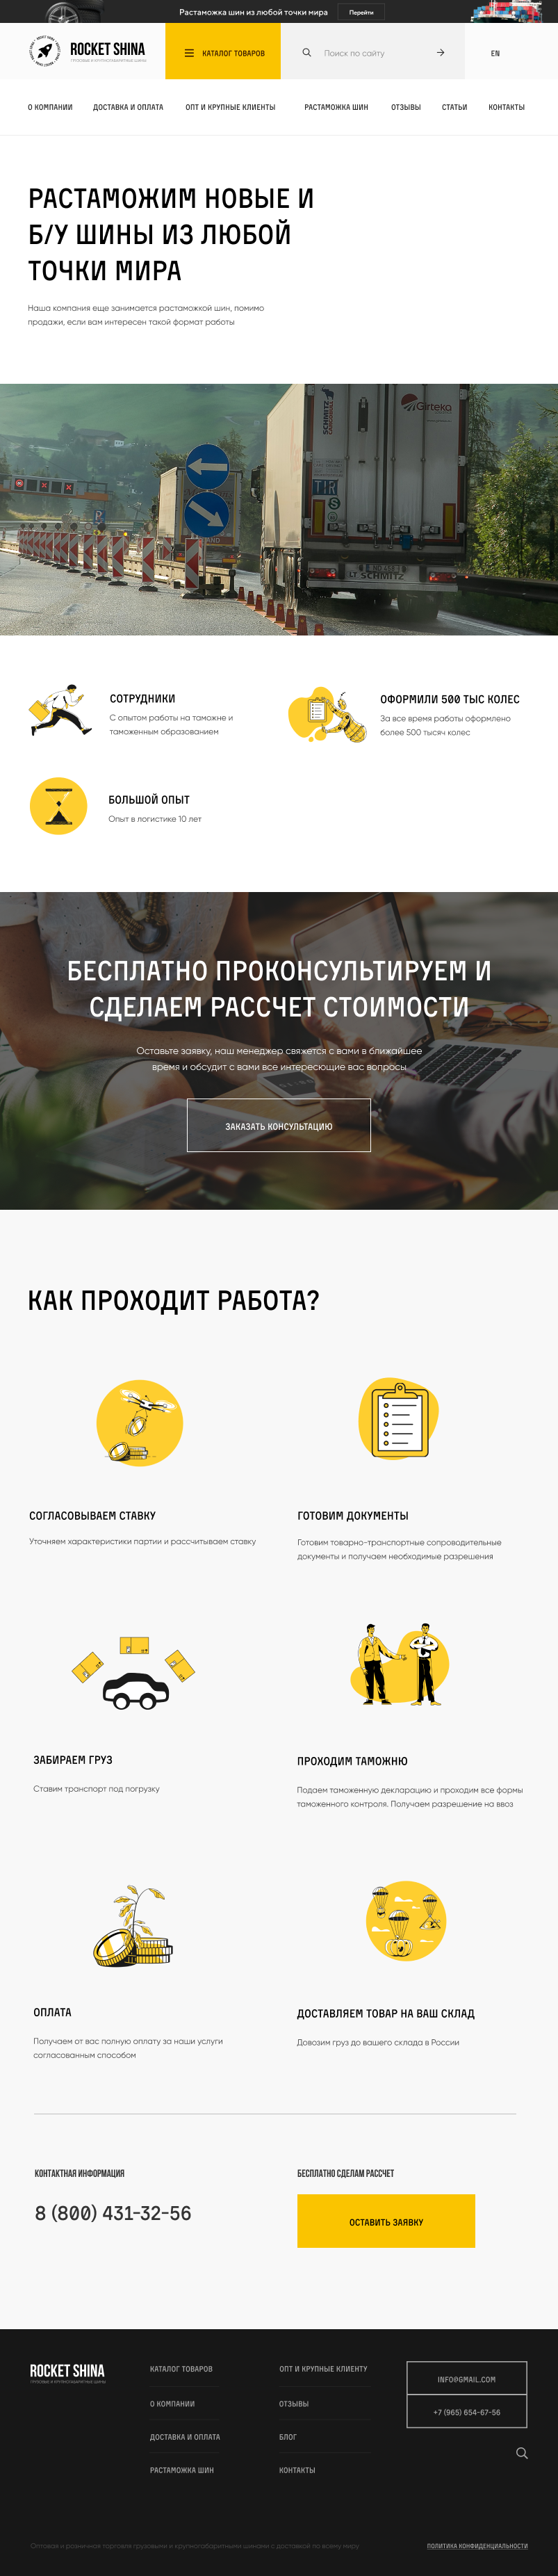 Растаможка шин из любой точки мира
Перейти
ROCKET SHINA
ГРУЗОВЫЕ И КРУПНОГАБАРИТНЫЕ ШИНЫ
КАТАЛОГ ТОВАРОВ
Поиск по сайту
EN
О КОМПАНИИ
ДОСТАВКА И ОПЛАТА
ОПТ И КРУПНЫЕ КЛИЕНТЫ
РАСТАМОЖКА ШИН
ОТЗЫВЫ
СТАТЬИ
КОНТАКТЫ
РАСТАМОЖИМ НОВЫЕ И
Б/У ШИНЫ ИЗ ЛЮБОЙ
ТОЧКИ МИРА
Наша компания еще занимается растаможкой шин, помимо
продажи, если вам интересен такой формат работы
Girteka
SCHMITZ
CARGOBULL
TIR
LT SCHMITZ
СОТРУДНИКИ
С опытом работы на таможне и
таможенным образованием
ОФОРМИЛИ 500 ТЫС КОЛЕС
За все время работы оформлено
более 500 тысяч колес
БОЛЬШОЙ ОПЫТ
Опыт в логистике 10 лет
БЕСПЛАТНО ПРОКОНСУЛЬТИРУЕМ И
СДЕЛАЕМ РАССЧЕТ СТОИМОСТИ
Оставьте заявку, наш менеджер свяжется с вами в ближайшее
время и обсудит с вами все интересющие вас вопросы
ЗАКАЗАТЬ КОНСУЛЬТАЦИЮ
КАК ПРОХОДИТ РАБОТА?
СОГЛАСОВЫВАЕМ СТАВКУ
Уточняем характеристики партии и рассчитываем ставку
ГОТОВИМ ДОКУМЕНТЫ
Готовим товарно-транспортные сопроводительные
документы и получаем необходимые разрешения
ЗАБИРАЕМ ГРУЗ
Ставим транспорт под погрузку
ПРОХОДИМ ТАМОЖНЮ
Подаем таможенную декларацию и проходим все формы
таможенного контроля. Получаем разрешение на ввоз
ОПЛАТА
Получаем от вас полную оплату за наши услуги
согласованным способом
ДОСТАВЛЯЕМ ТОВАР НА ВАШ СКЛАД
Довозим груз до вашего склада в России
КОНТАКТНАЯ ИНФОРМАЦИЯ
8 (800) 431-32-56
БЕСПЛАТНО СДЕЛАМ РАССЧЕТ
ОСТАВИТЬ ЗАЯВКУ
ROCKET SHINA
ГРУЗОВЫЕ И КРУПНОГАБАРИТНЫЕ ШИНЫ
КАТАЛОГ ТОВАРОВ
О КОМПАНИИ
ДОСТАВКА И ОПЛАТА
РАСТАМОЖКА ШИН
ОПТ И КРУПНЫЕ КЛИЕНТУ
ОТЗЫВЫ
БЛОГ
КОНТАКТЫ
INFO@GMAIL.COM
+7 (965) 654-67-56
Оптовая и розничная торговля грузовыми и крупногабаритными шинами с доставкой по всему миру
ПОЛИТИКА КОНФИДЕНЦИАЛЬНОСТИ